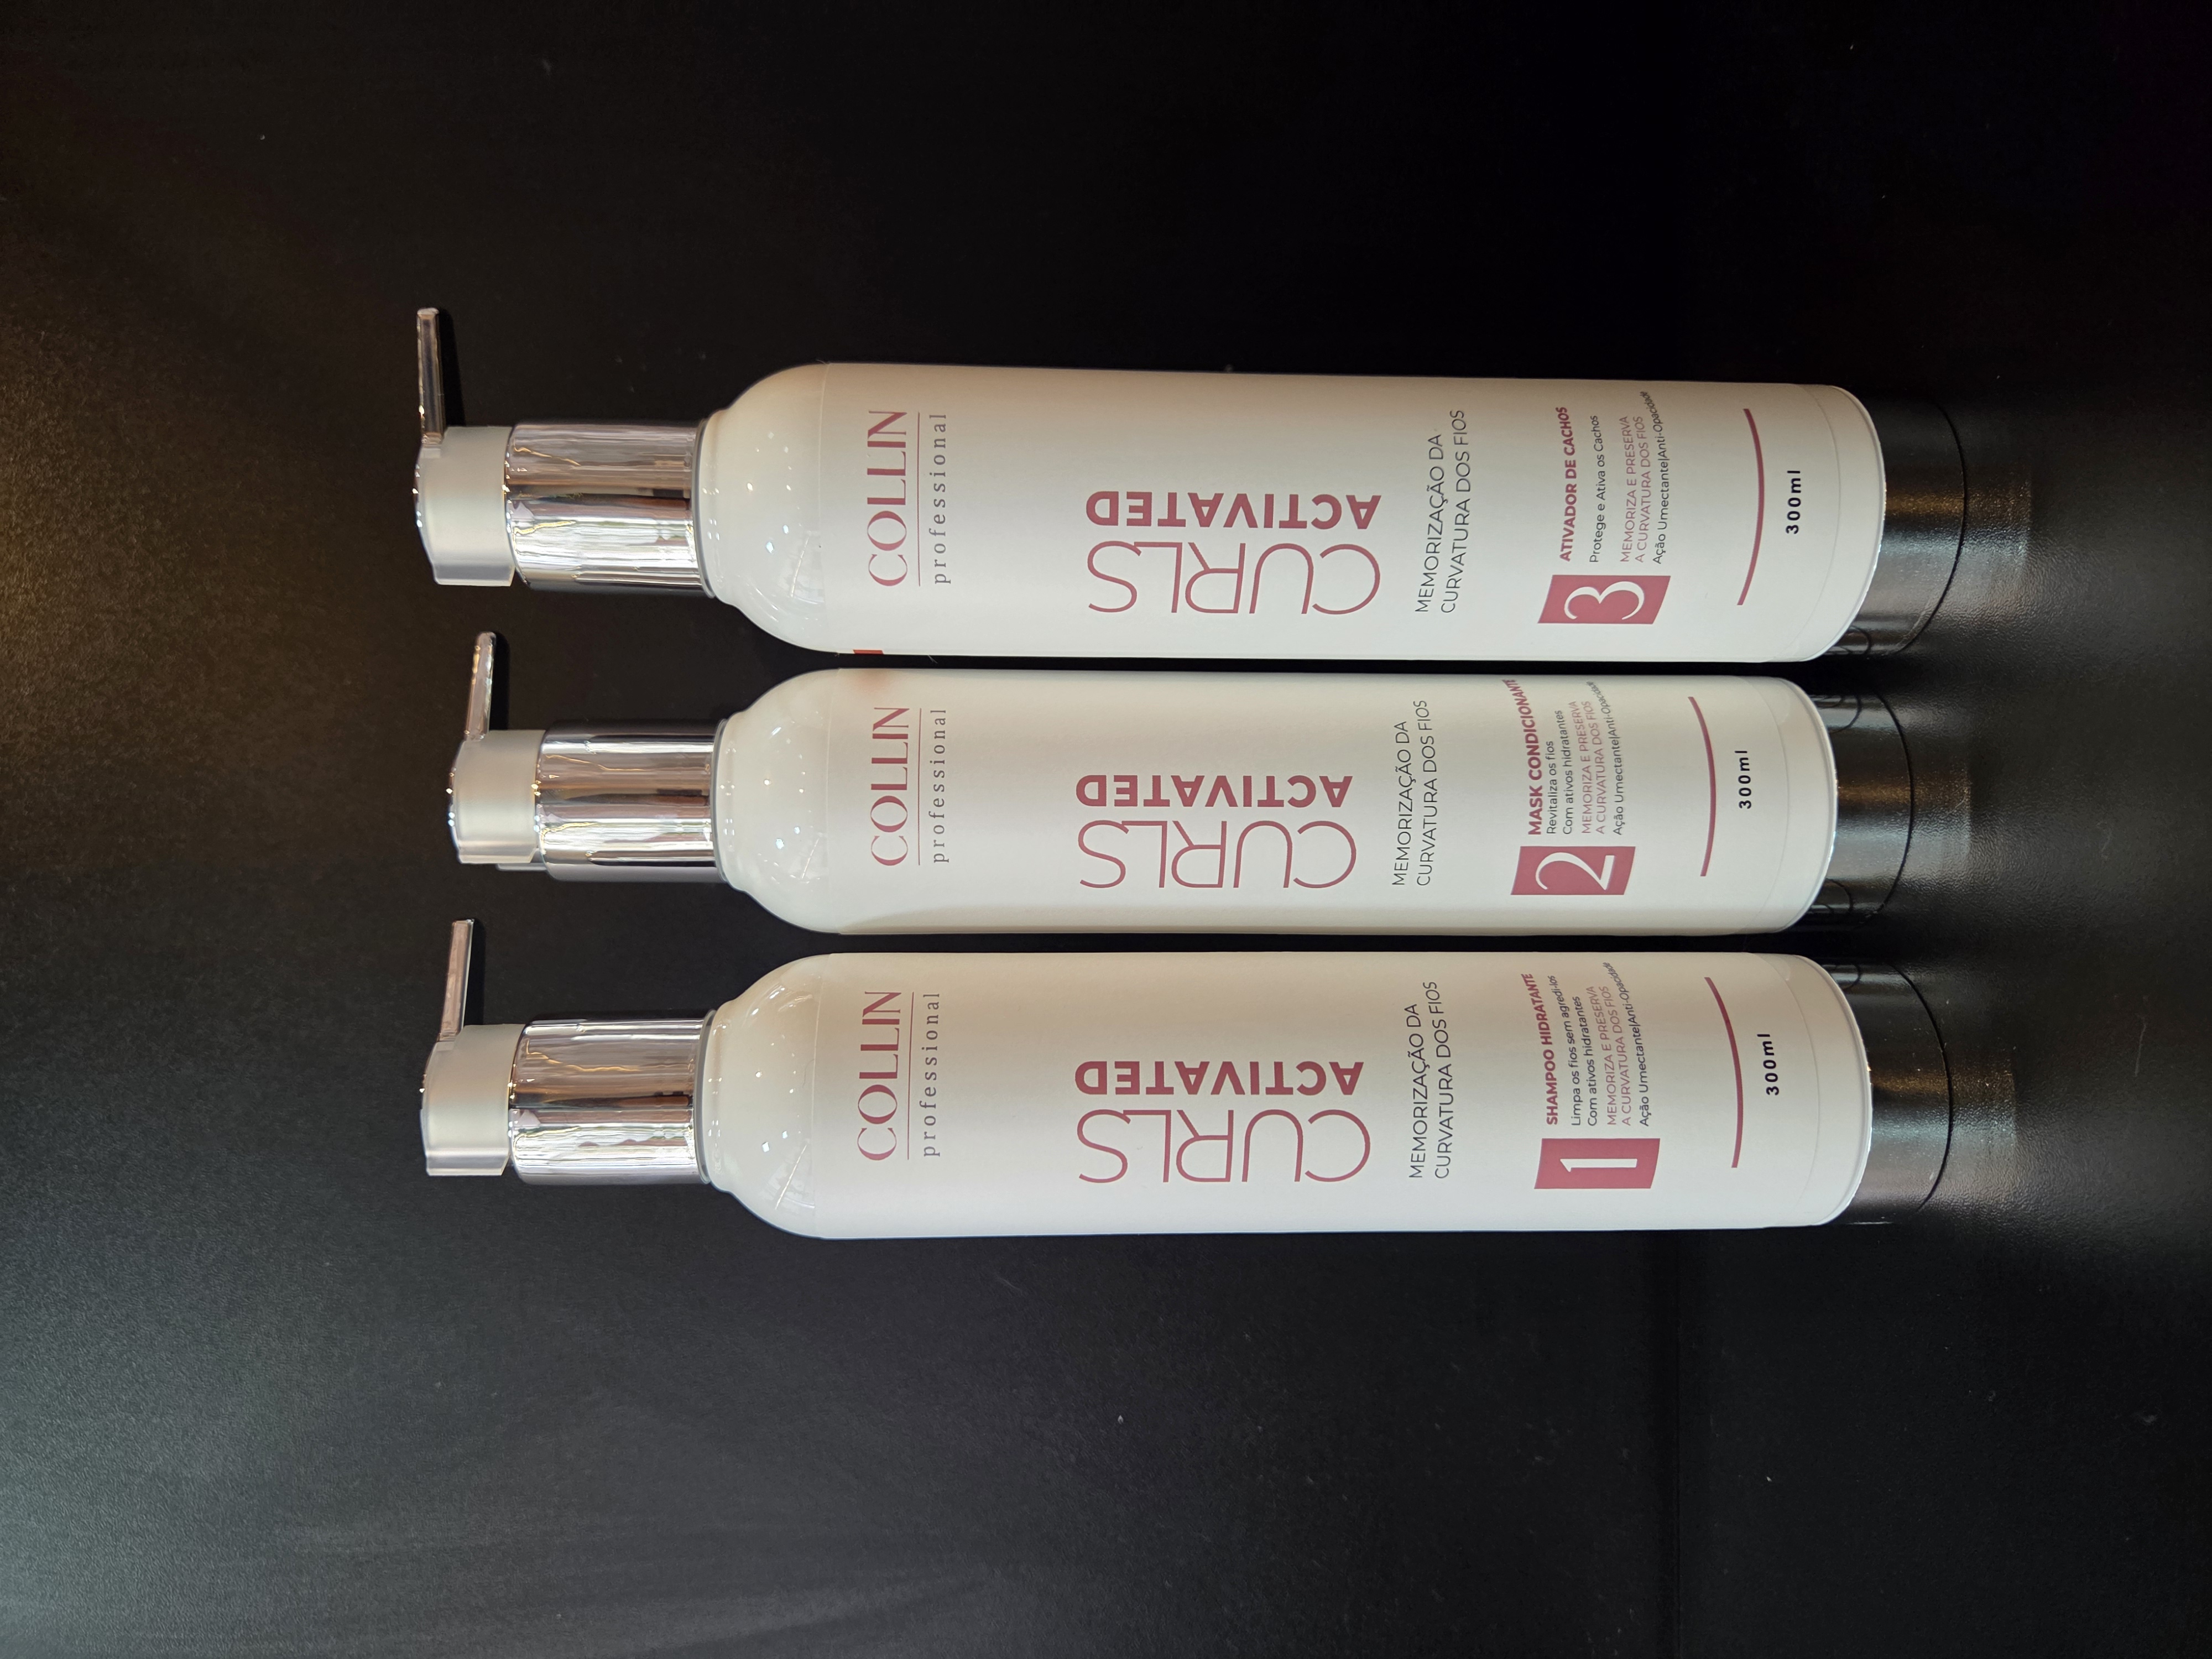 COLLIN
professional
CURLS
ACTIVATED
MEMORIZAÇÃO DA
CURVATURA DOS FIOS
1
SHAMPOO HIDRATANTE
Limpa os fios sem agredi-los
Com ativos hidratantes
MEMORIZA E PRESERVA
A CURVATURA DOS FIOS
Ação Umectante|Anti-Opacidade
300ml
COLLIN
professional
CURLS
ACTIVATED
MEMORIZAÇÃO DA
CURVATURA DOS FIOS
2
MASK CONDICIONANTE
Revitaliza os fios
Com ativos hidratantes
MEMORIZA E PRESERVA
A CURVATURA DOS FIOS
Ação Umectante|Anti-Opacidade
300ml
COLLIN
professional
CURLS
ACTIVATED
MEMORIZAÇÃO DA
CURVATURA DOS FIOS
3
ATIVADOR DE CACHOS
Protege e Ativa os Cachos
MEMORIZA E PRESERVA
A CURVATURA DOS FIOS
Ação Umectante|Anti-Opacidade
300ml